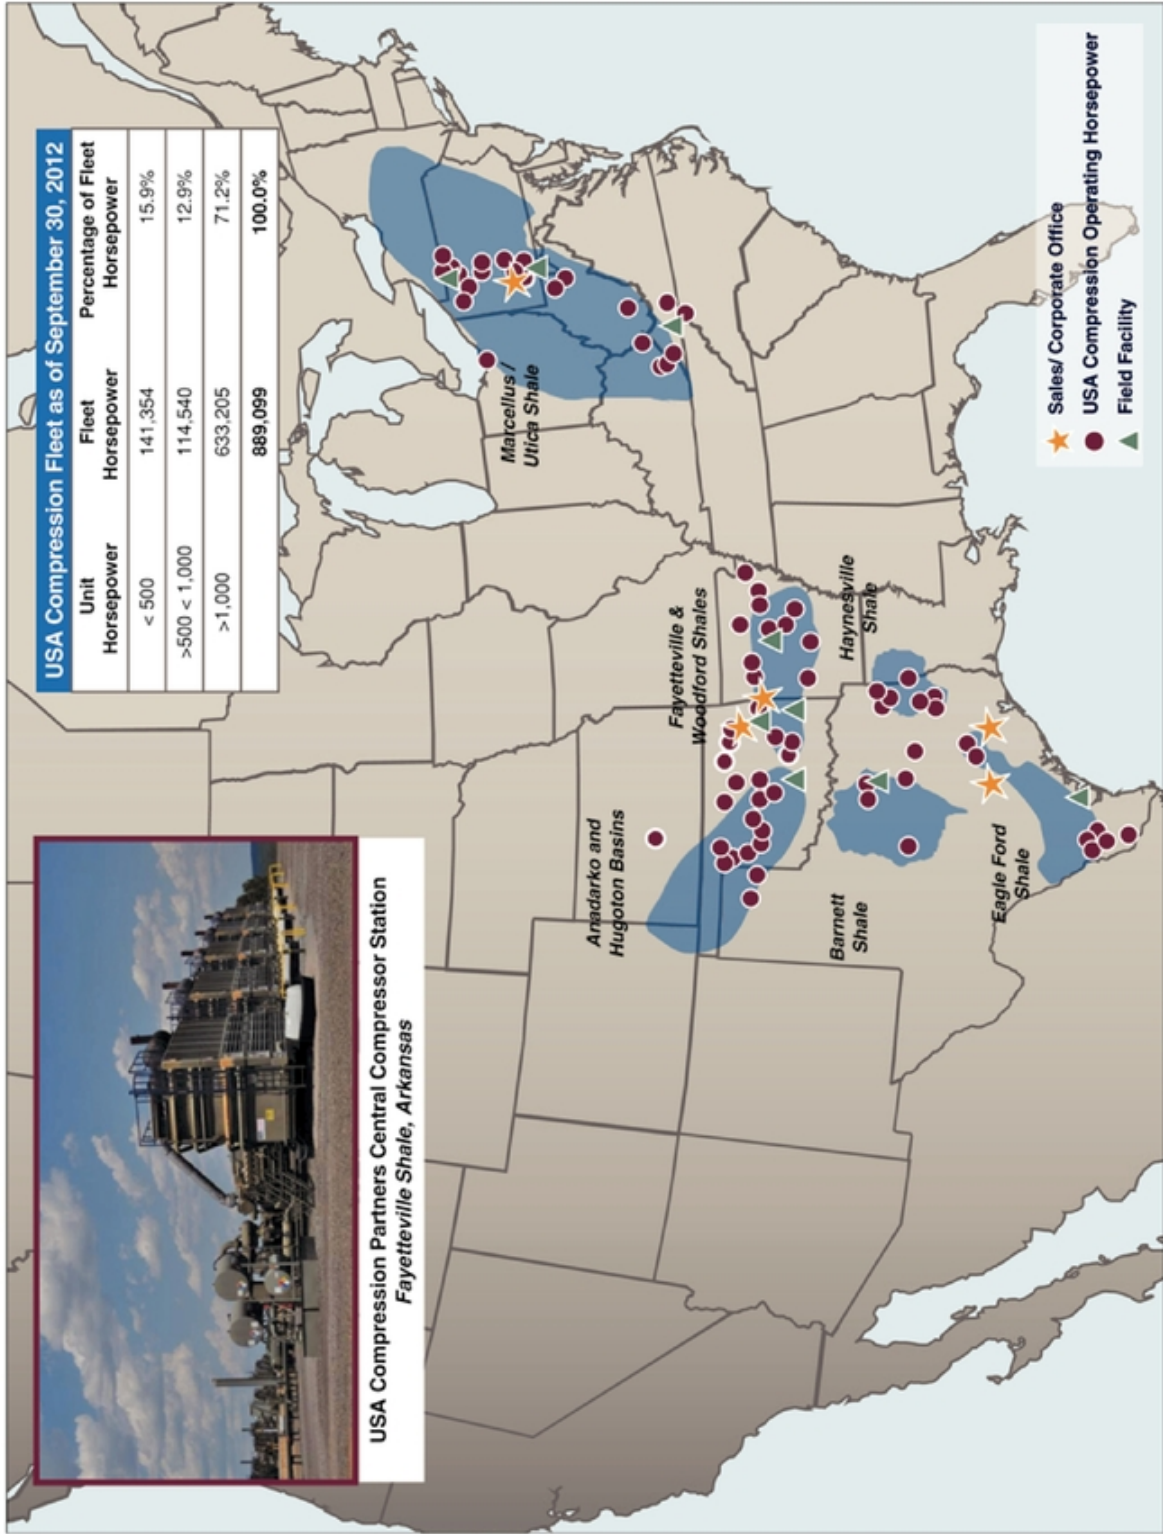 USA Compression Fleet as of September 30, 2012
Unit Horsepower Fleet Horsepower Percentage of Fleet Horsepower
< 500 141,354 15.9%
>500 < 1,000 114,540 12.9%
>1,000 633,205 71.2%
889,099 100.0%
USA Compression Partners Central Compressor Station
Fayetteville Shale, Arkansas
Marcellus /
Utica Shale
Fayetteville &
Woodford Shales
Anadarko and
Hugoton Basins
Haynesville
Shale
Barnett
Shale
Eagle Ford
Shale
Sales/ Corporate Office
USA Compression Operating Horsepower
Field Facility